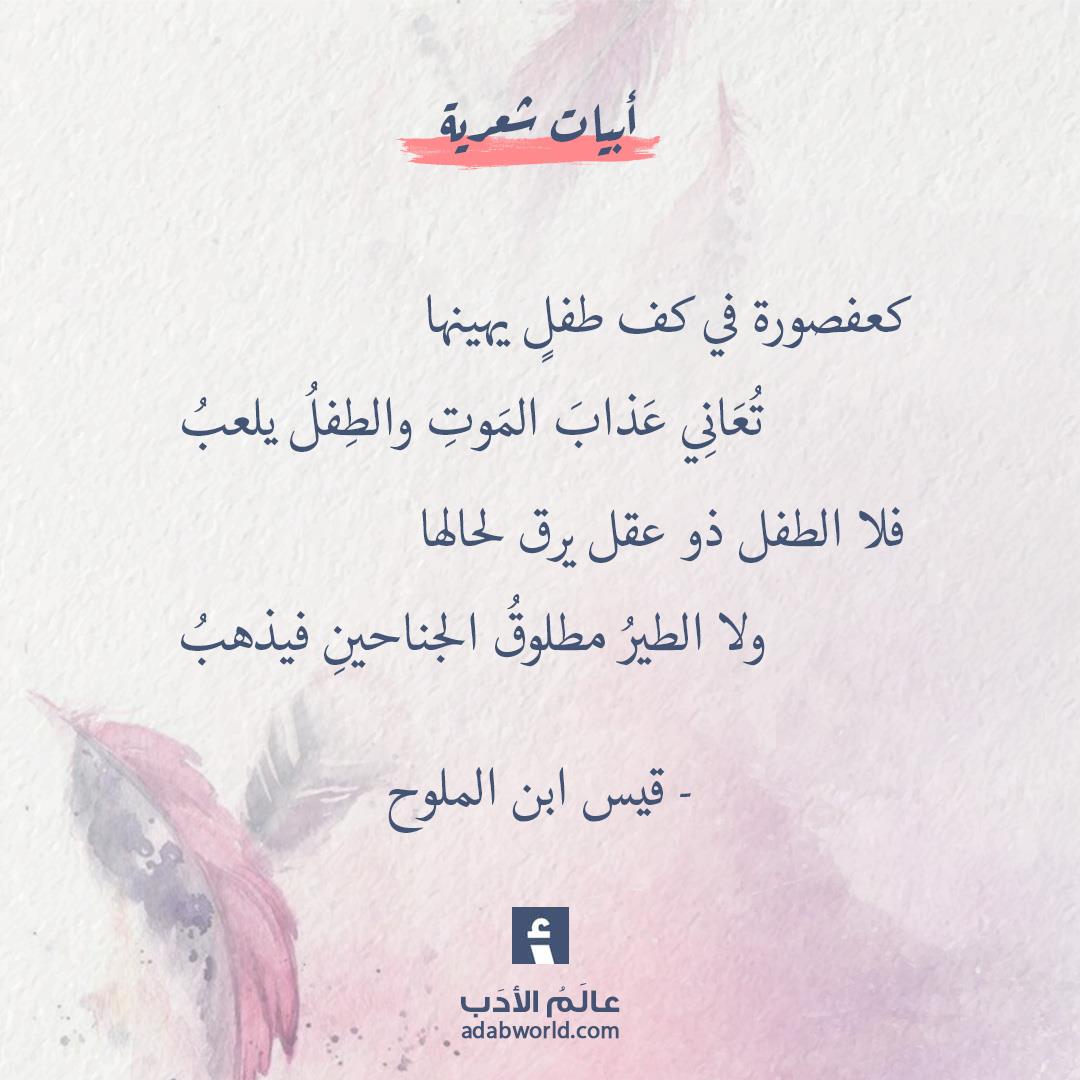 أبيات شعرية
كعفصورة في كف طفلٍ يهينها
تُعَانِي عَذابَ المَوتِ والطِفلُ يلعبُ
فلا الطفل ذو عقل يرق لحالها
ولا الطيرُ مطلوقُ الجناحينِ فيذهبُ
- قيس ابن الملوح
أ
عالَمُ الأدَب
adabworld.com